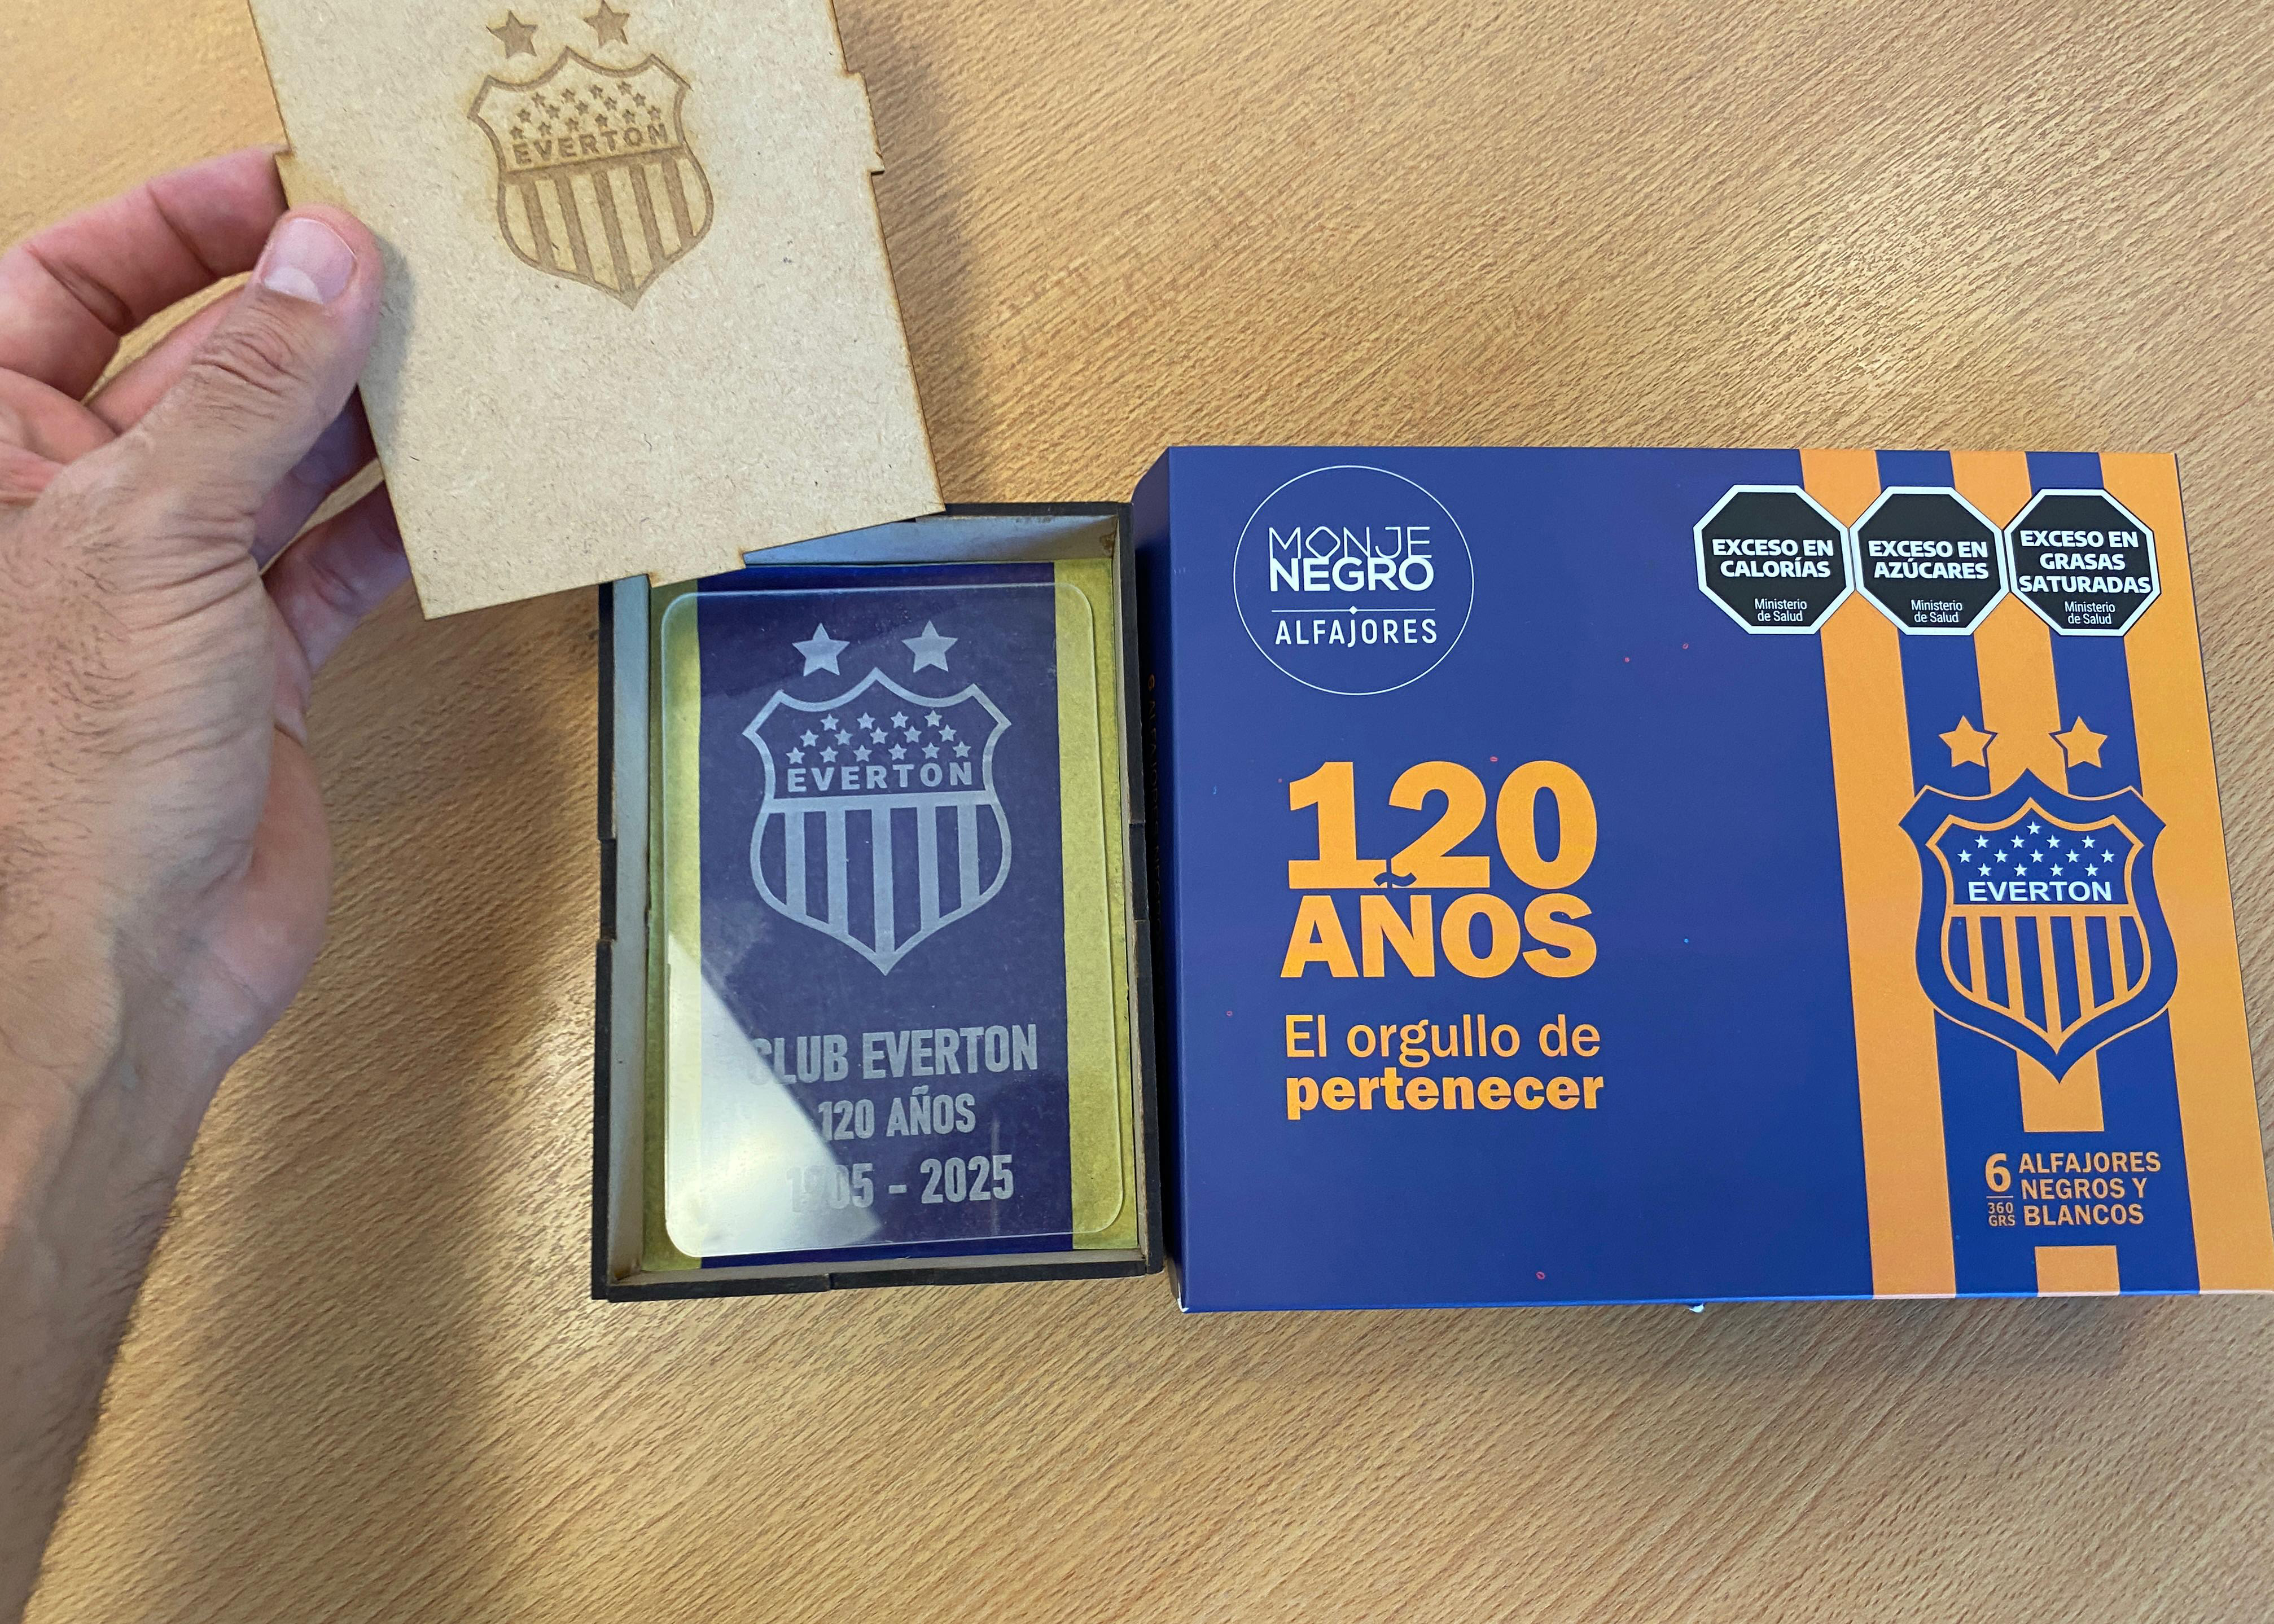 EVERTON
EVERTON
CLUB EVERTON
120 AÑOS
1905 - 2025
MONJE
NEGRO
ALFAJORES
EXCESO EN
CALORÍAS
Ministerio
de Salud
EXCESO EN
AZÚCARES
Ministerio
de Salud
EXCESO EN
GRASAS
SATURADAS
Ministerio
de Salud
120
AÑOS
El orgullo de
pertenecer
EVERTON
6 ALFAJORES
NEGROS Y
BLANCOS
360
GRS